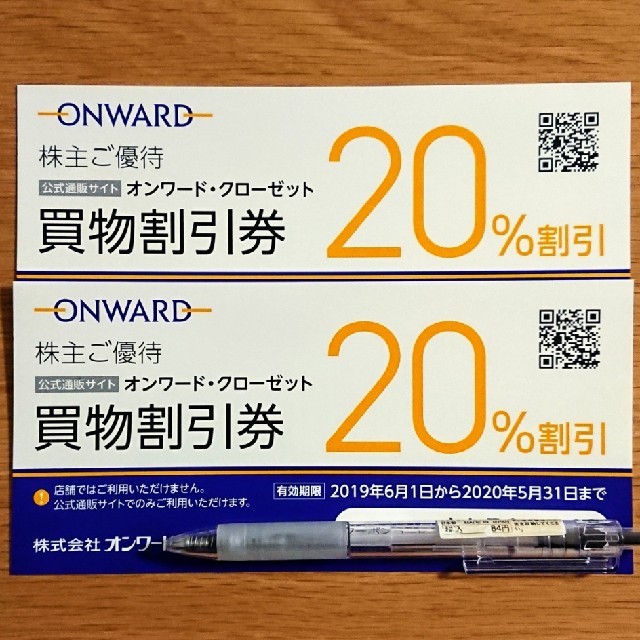 ONWARD
株主ご優待
公式通販サイト オンワード・クローゼット
買物割引券
20%割引
ONWARD
株主ご優待
公式通販サイト オンワード・クローゼット
買物割引券
20%割引
店舗ではご利用いただけません。
公式通販サイトでのみご利用いただけます。
有効期限 2019年6月1日から2020年5月31日まで
株式会社 オンワー
84円